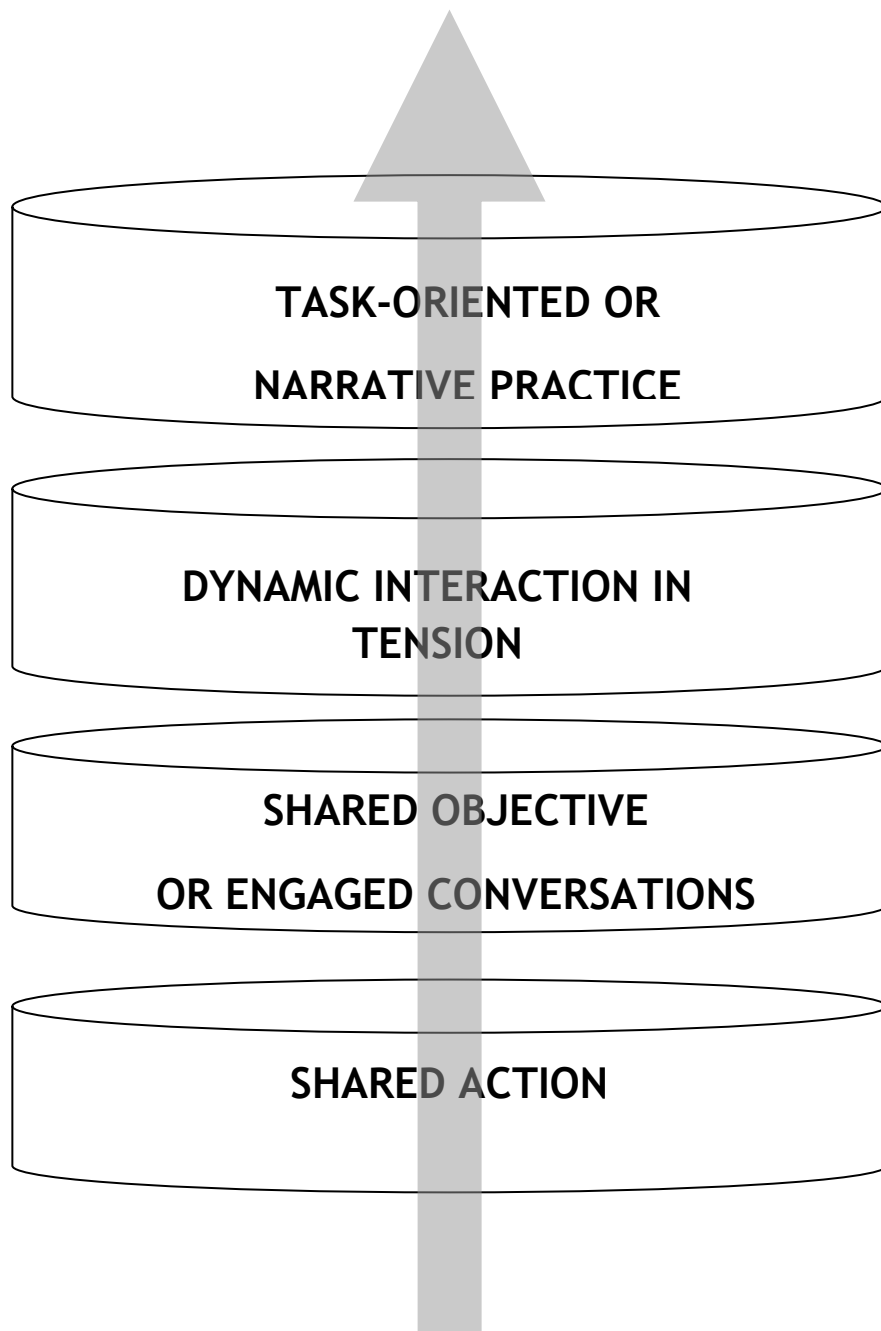 TASK-ORIENTED OR
NARRATIVE PRACTICE
DYNAMIC INTERACTION IN
TENSION
SHARED OBJECTIVE
OR ENGAGED CONVERSATIONS
SHARED ACTION